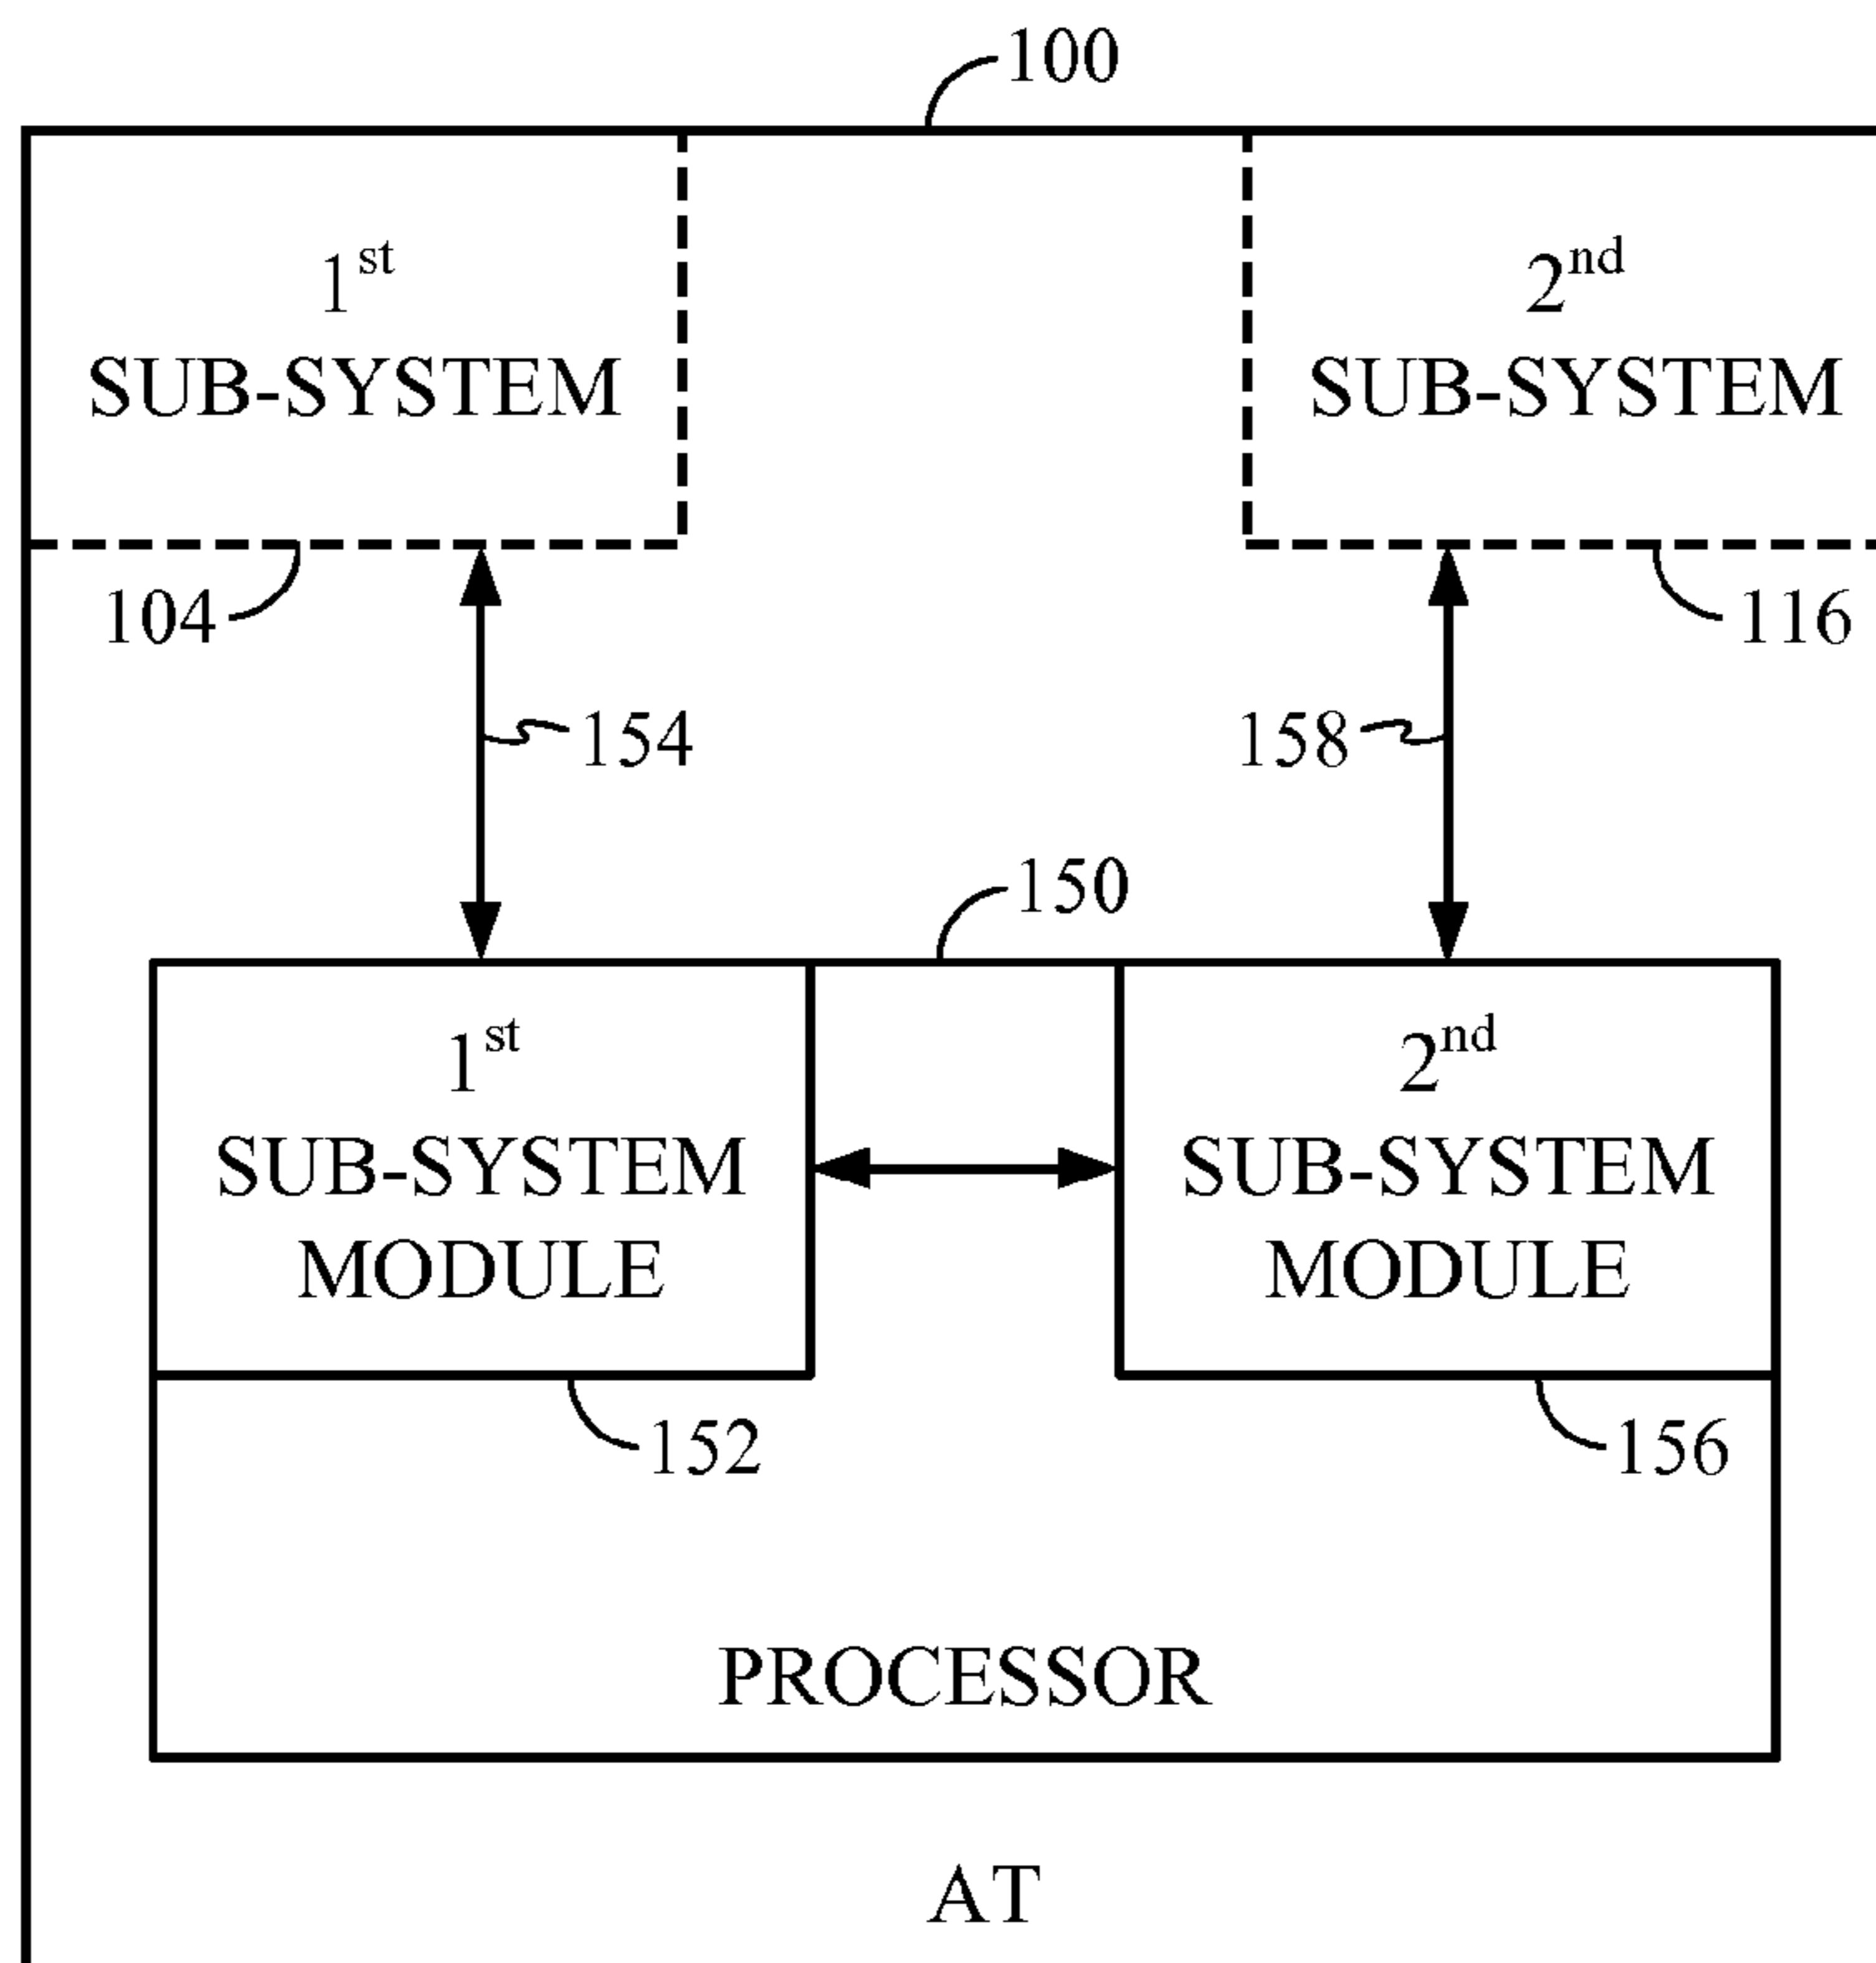 100
1st
SUB-SYSTEM
2nd
SUB-SYSTEM
104
116
154
158
150
1st
SUB-SYSTEM
MODULE
2nd
SUB-SYSTEM
MODULE
152
156
PROCESSOR
AT